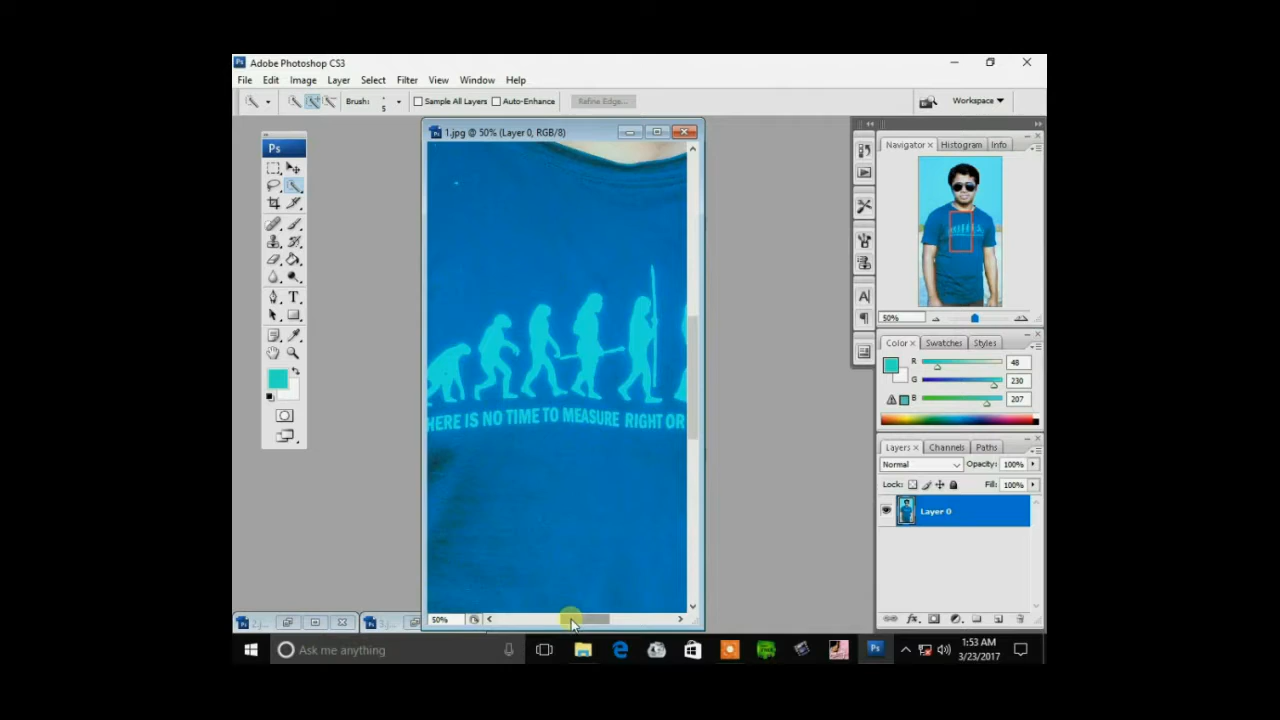 Adobe Photoshop CS3
File Edit Image Layer Select Filter View Window Help
Brush: 5 Sample All Layers Auto-Enhance Refine Edge... Workspace
Ps
1.jpg @ 50% (Layer 0, RGB/8)
Navigator × Histogram Info
HERE IS NO TIME TO MEASURE RIGHT OR
50%
Color × Swatches Styles
R 48
G 230
B 207
Layers × Channels Paths
Normal Opacity: 100%
Lock: Fill: 100%
Layer 0
50%
Ask me anything
1:53 AM
3/23/2017